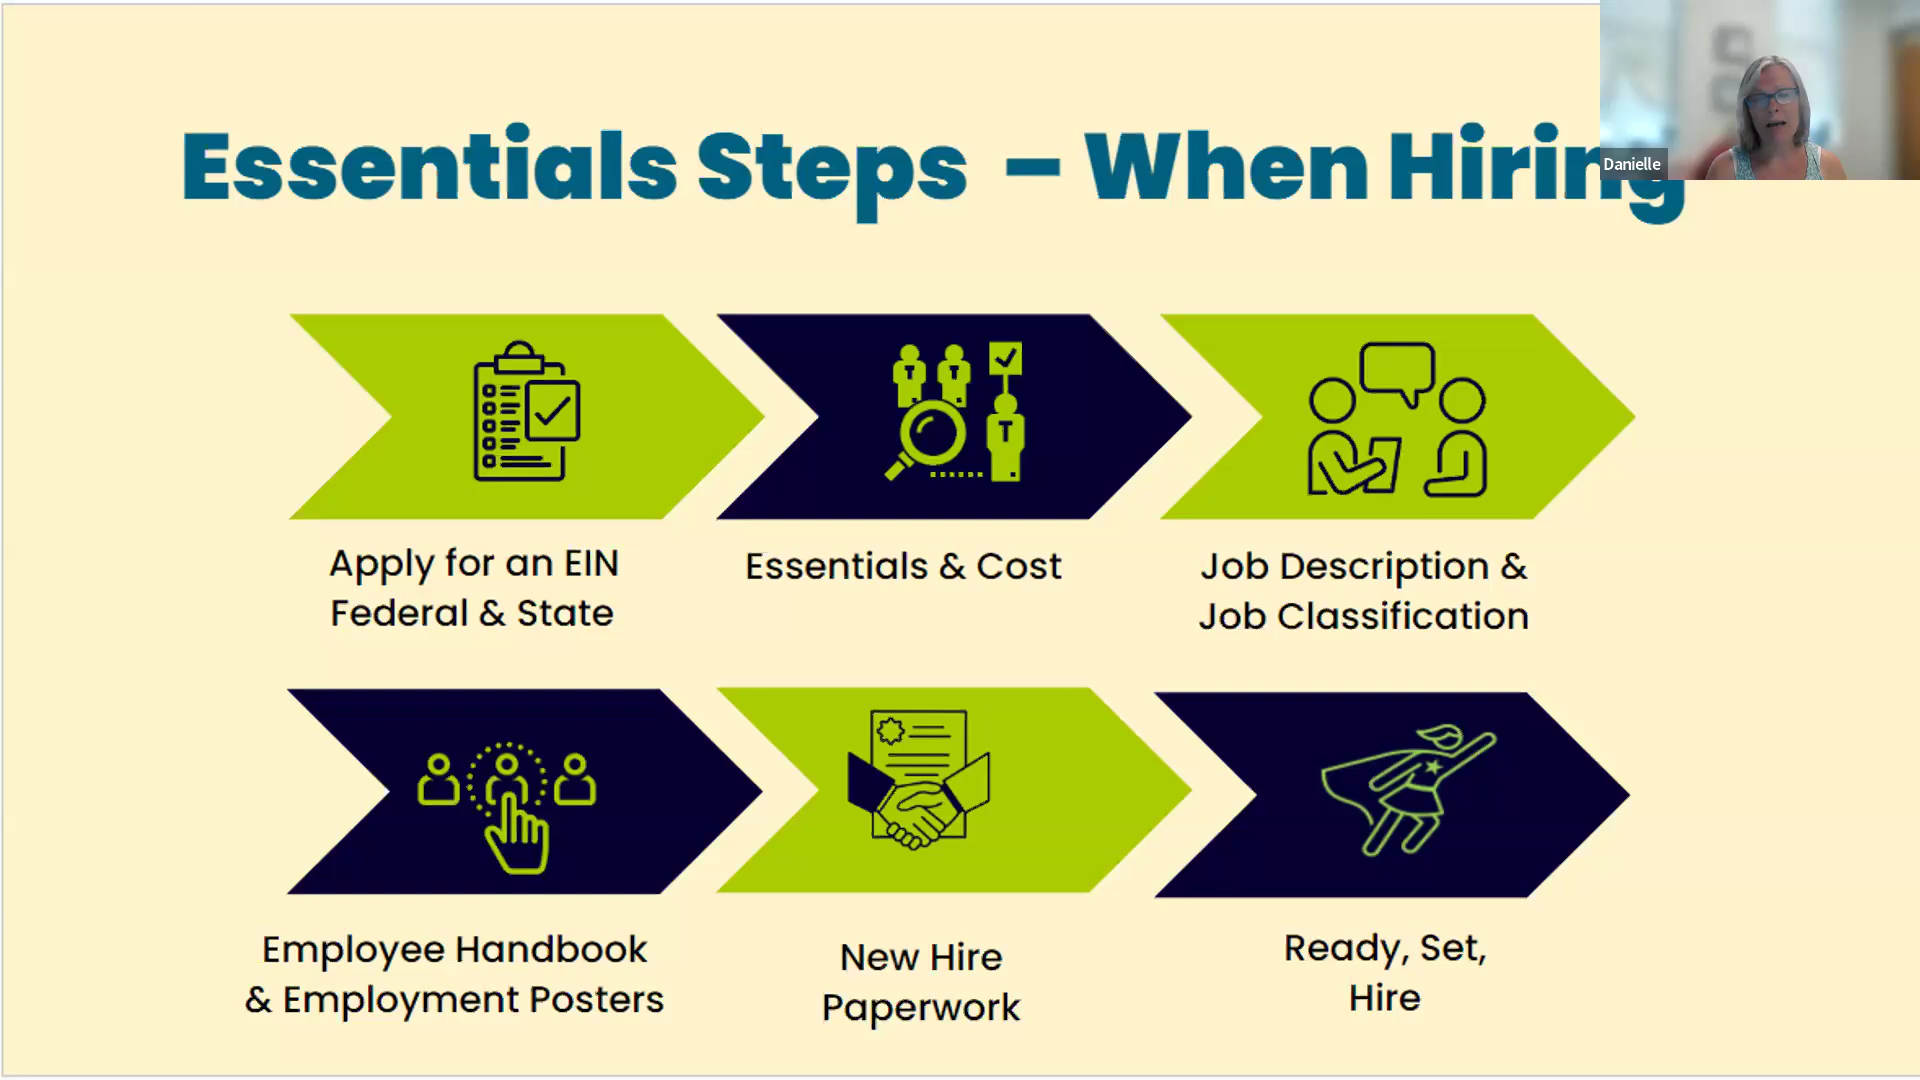 Essentials Steps – When Hiring
Danielle
Apply for an EIN
Federal & State
Essentials & Cost
Job Description &
Job Classification
Employee Handbook
& Employment Posters
New Hire
Paperwork
Ready, Set,
Hire